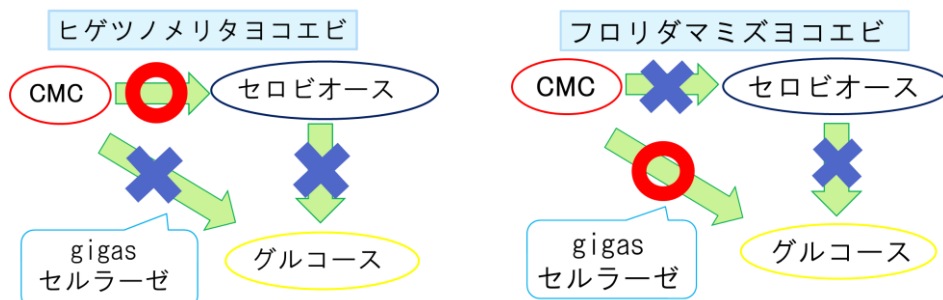 ヒゲツノメリタヨコエビ
CMC
セロビオース
gigas
セルラーゼ
グルコース
フロリダマミズヨコエビ
CMC
セロビオース
gigas
セルラーゼ
グルコース